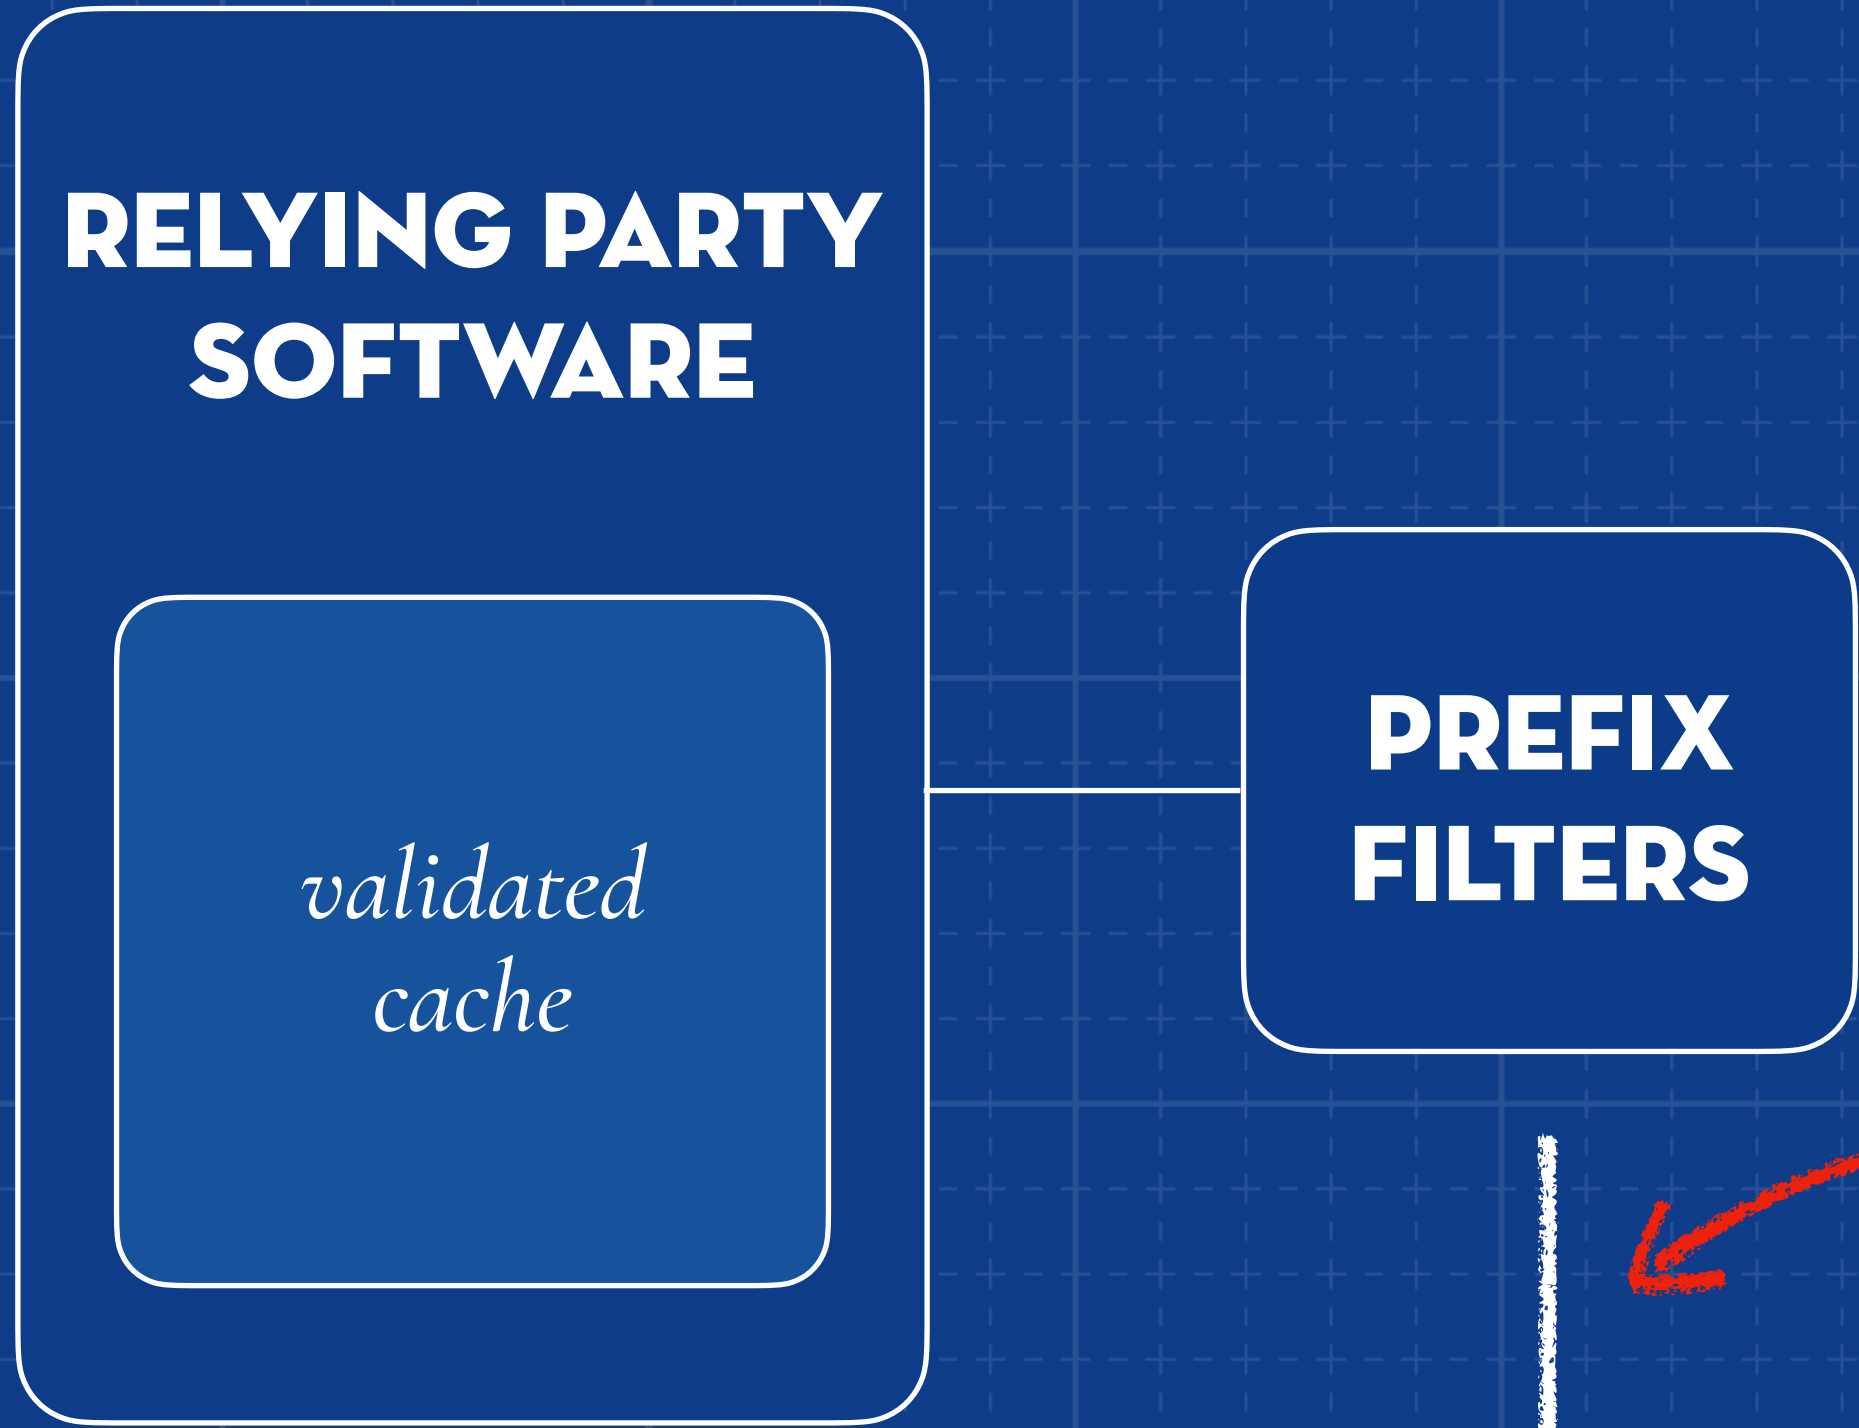 RELYING PARTY
SOFTWARE
validated
cache
PREFIX
FILTERS